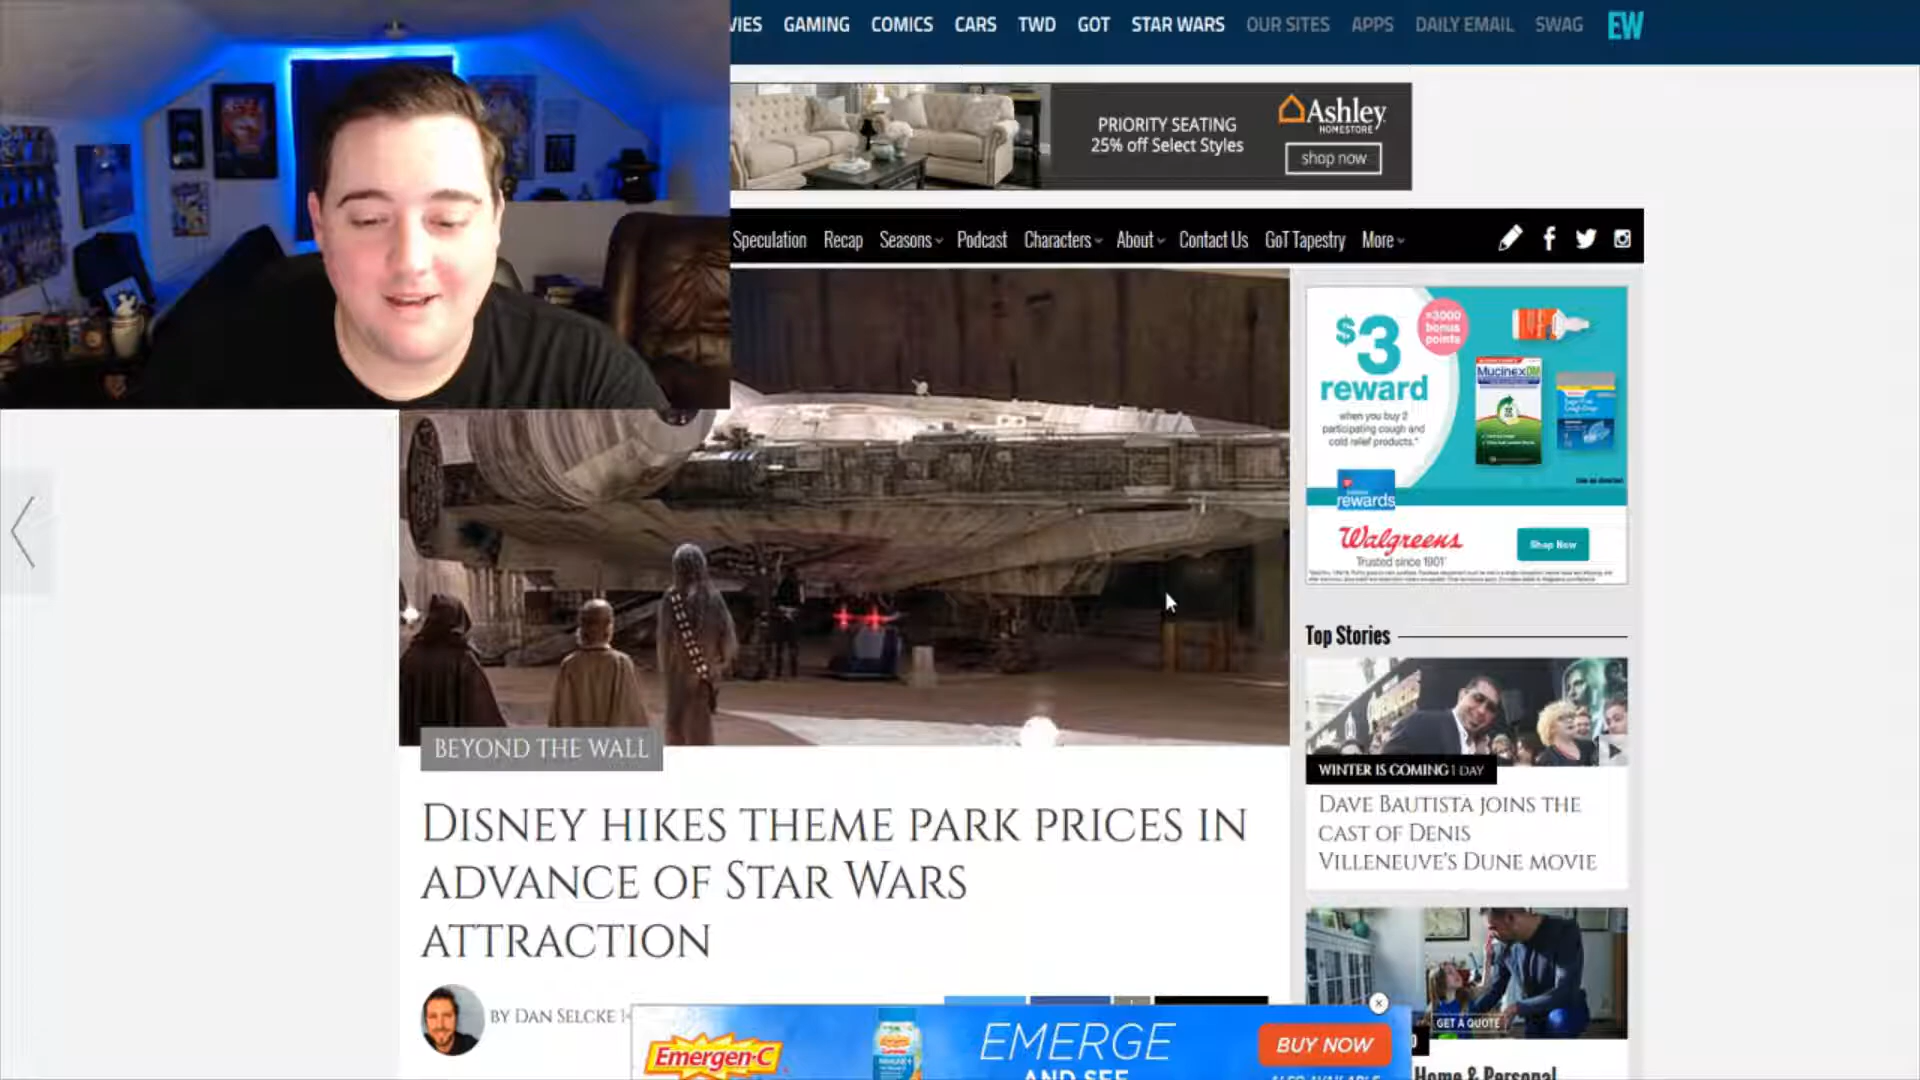 GAMING COMICS CARS TWD GOT STAR WARS OUR SITES APPS DAILY EMAIL SWAG EW
PRIORITY SEATING
25% off Select Styles
Ashley
HOMESTORE
shop now
Speculation Recap Seasons Podcast Characters About Contact Us GoT Tapestry More
$3
reward
when you buy 2
participating cough and
cold relief products.*
+3000
bonus
points
MucinexDM
rewards
Walgreens
Trusted since 1901
Shop Now
Top Stories
WINTER IS COMING 1 DAY
DAVE BAUTISTA JOINS THE
CAST OF DENIS
VILLENEUVE'S DUNE MOVIE
BEYOND THE WALL
DISNEY HIKES THEME PARK PRICES IN
ADVANCE OF STAR WARS
ATTRACTION
BY DAN SELCKE
GET A QUOTE
Home & Personal
Emergen-C
EMERGE
AND SEE
BUY NOW
ALSO AVAILABLE